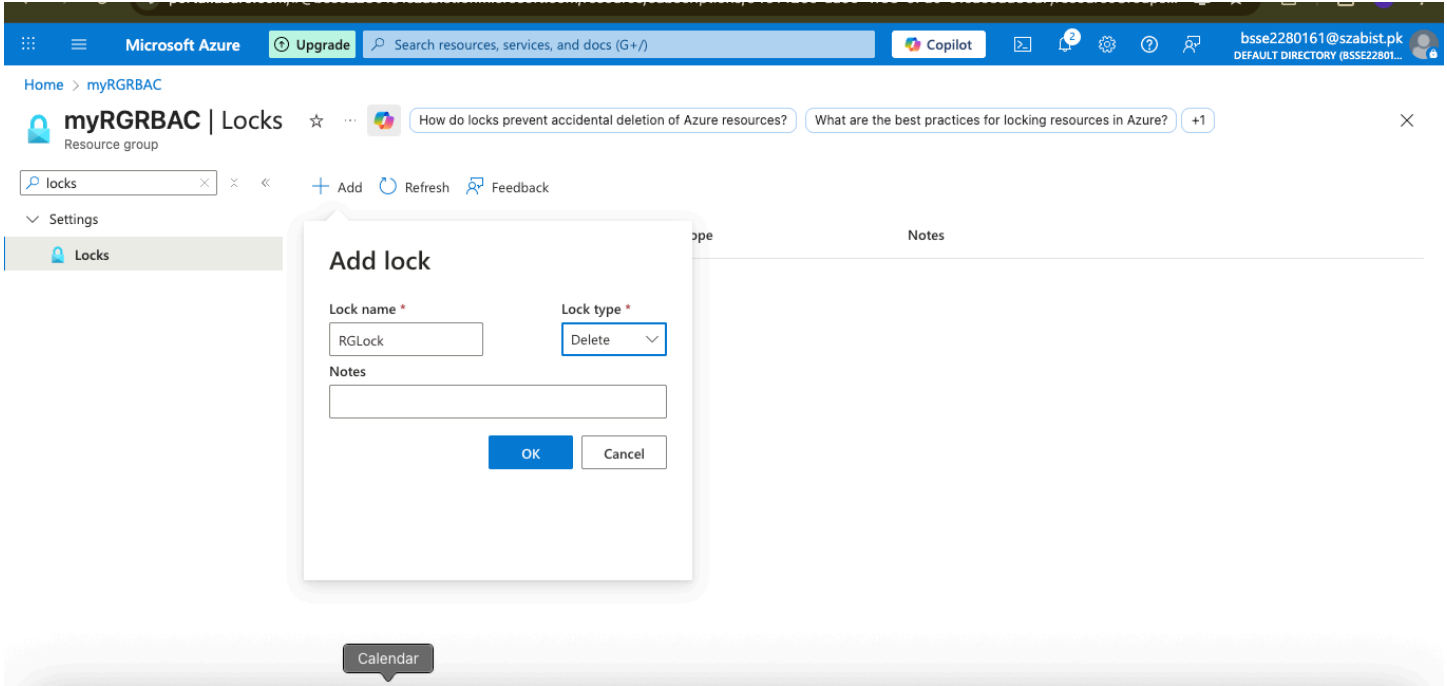 Microsoft Azure
Upgrade
Search resources, services, and docs (G+/)
Copilot
2
bsse2280161@szabist.pk
DEFAULT DIRECTORY (BSSE22801...
Home > myRGRBAC
myRGRBAC | Locks
Resource group
How do locks prevent accidental deletion of Azure resources?
What are the best practices for locking resources in Azure?
+1
locks
Add
Refresh
Feedback
Settings
Locks
Notes
Add lock
Lock name *
Lock type *
RGLock
Delete
Notes
OK
Cancel
Calendar